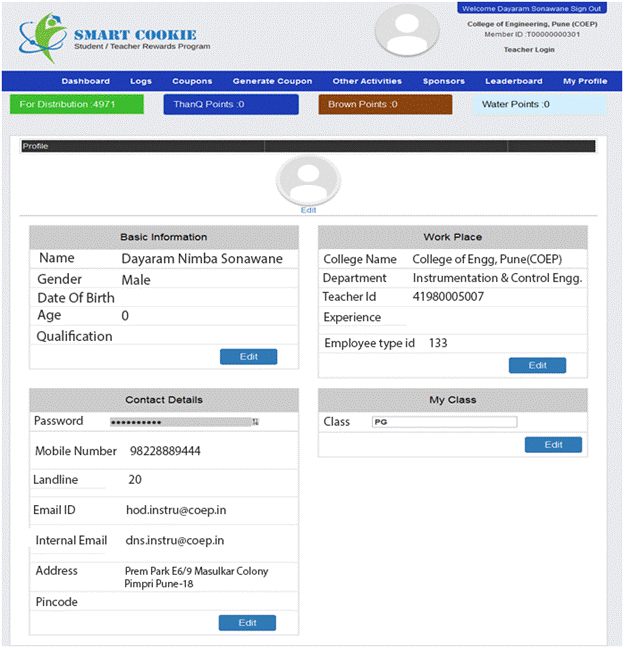 Welcome Dayaram Sonawane Sign Out
SMART COOKIE
Student / Teacher Rewards Program
College of Engineering, Pune (COEP)
Member ID :T00000000301
Teacher Login
Dashboard Logs Coupons Generate Coupon Other Activities Sponsors Leaderboard My Profile
For Distribution :4971 ThanQ Points :0 Brown Points :0 Water Points :0
Profile
Edit
Basic Information
Name Dayaram Nimba Sonawane
Gender Male
Date Of Birth
Age 0
Qualification
Edit
Work Place
College Name College of Engg, Pune(COEP)
Department Instrumentation & Control Engg.
Teacher Id 41980005007
Experience
Employee type id 133
Edit
Contact Details
Password ••••••••••
Mobile Number 98228889444
Landline 20
Email ID hod.instru@coep.in
Internal Email dns.instru@coep.in
Address Prem Park E6/9 Masulkar Colony
Pimpri Pune-18
Pincode
Edit
My Class
Class PG
Edit